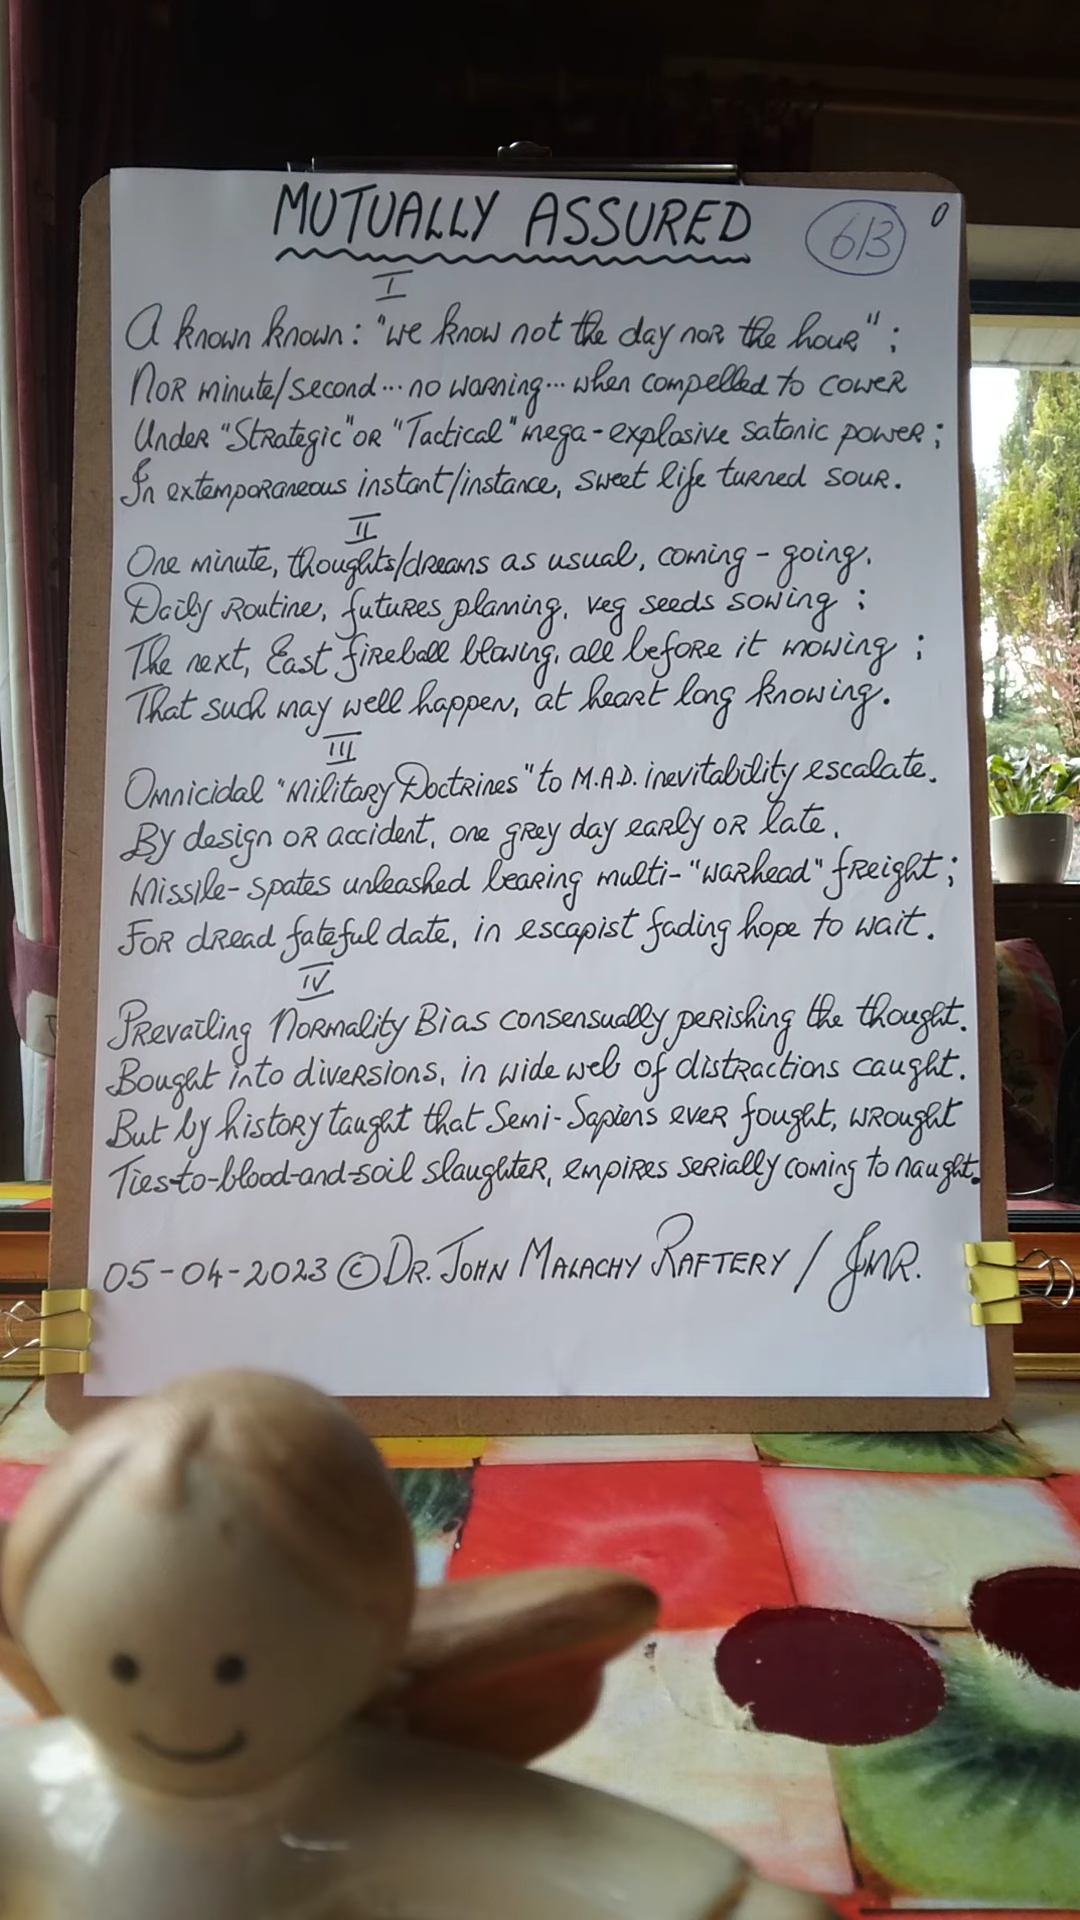 MUTUALLY ASSURED
613
0
I
A known known: "we know not the day nor the hour";
Nor minute/second... no warning... when compelled to cower
Under "Strategic" or "Tactical" mega-explosive satanic power;
In extemporaneous instant/instance, sweet life turned sour.
II
One minute, thoughts/dreams as usual, coming-going,
Daily routine, futures planning, veg seeds sowing;
The next, East fireball blowing, all before it mowing;
That such may well happen, at heart long knowing.
III
Omnicidal "Military Doctrines" to M.A.D. inevitability escalate.
By design or accident, one grey day early or late,
Missile-spates unleashed bearing multi-"warhead" freight;
For dread fateful date, in escapist fading hope to wait.
IV
Prevailing Normality Bias consensually perishing the thought.
Bought into diversions, in wide web of distractions caught.
But by history taught that Semi-Sapiens ever fought, wrought
Ties-to-blood-and-soil slaughter, empires serially coming to naught.
05-04-2023 © DR. JOHN MALACHY RAFTERY / JMR.